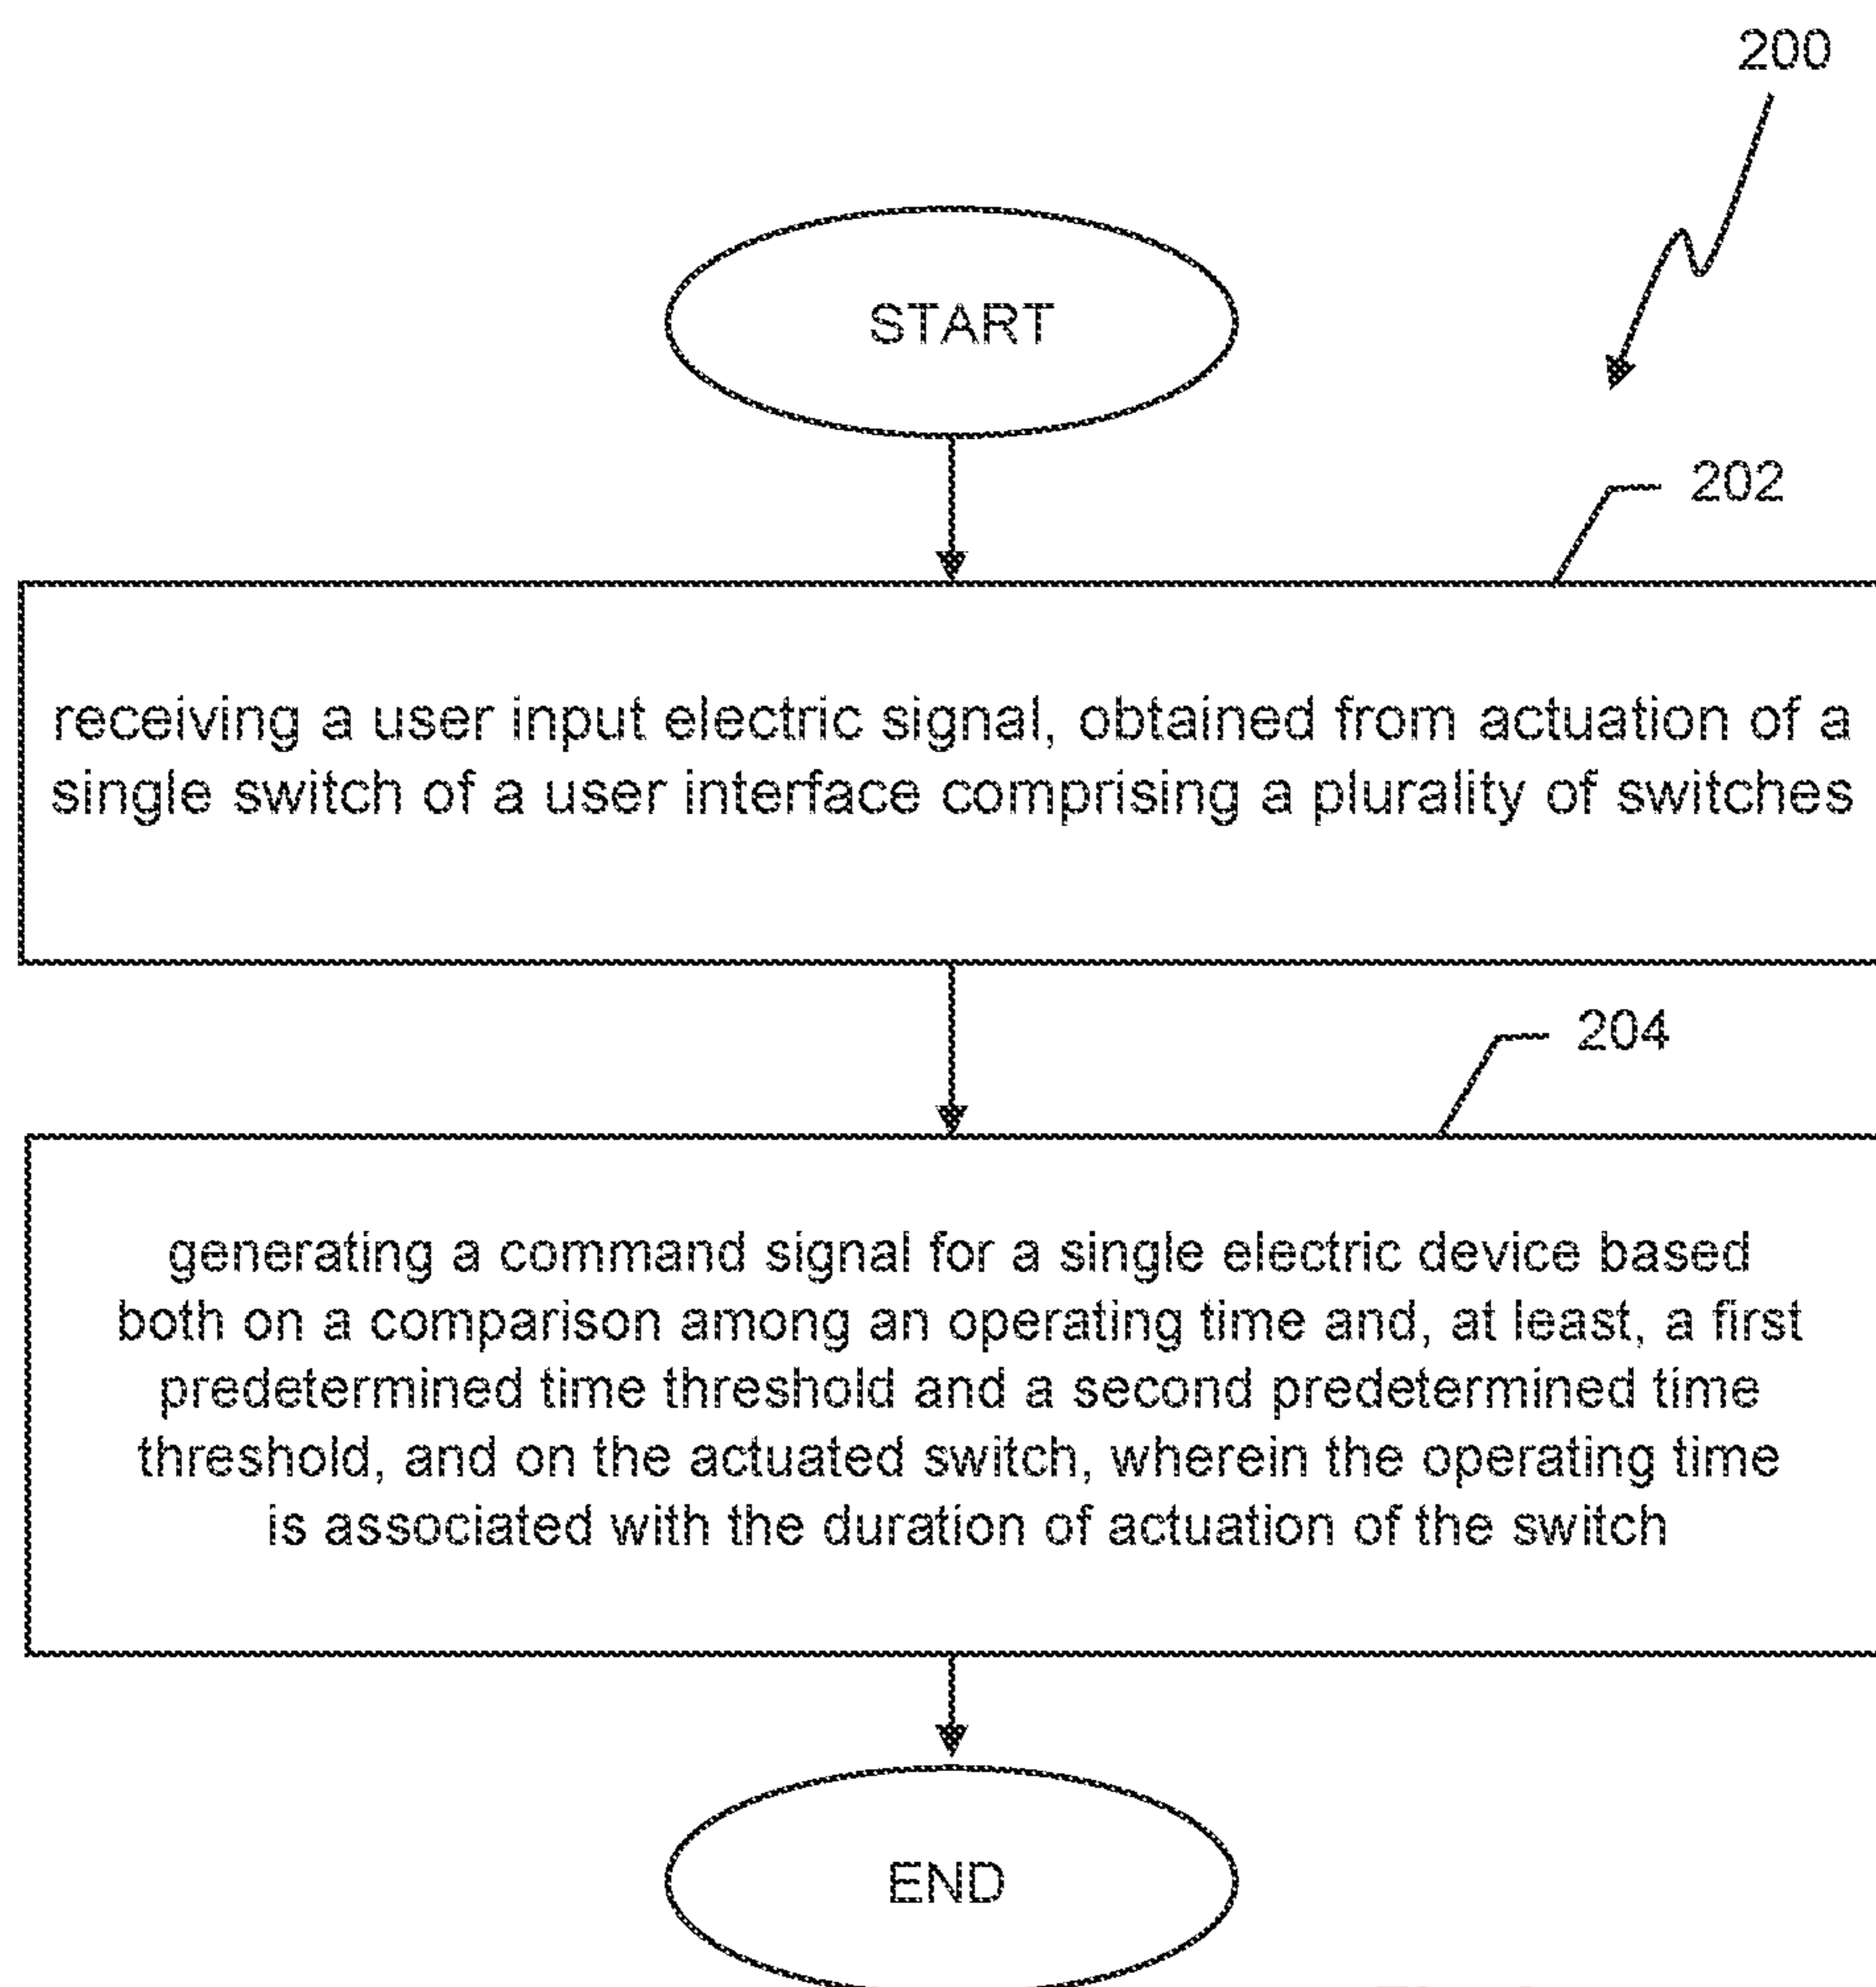 200
START
202
receiving a user input electric signal, obtained from actuation of a
single switch of a user interface comprising a plurality of switches
204
generating a command signal for a single electric device based
both on a comparison among an operating time and, at least, a first
predetermined time threshold and a second predetermined time
threshold, and on the actuated switch, wherein the operating time
is associated with the duration of actuation of the switch
END